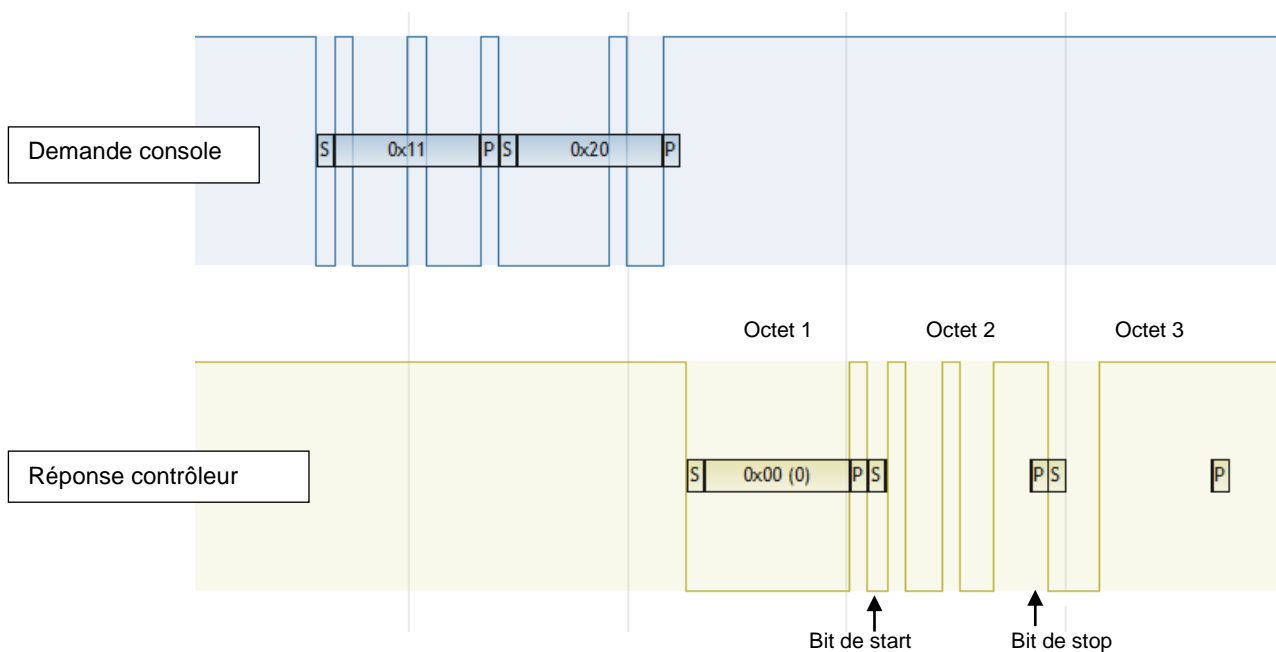 Demande console
S 0x11 P S 0x20 P
Octet 1 Octet 2 Octet 3
Réponse contrôleur
S 0x00 (0) P S P S P
Bit de start Bit de stop